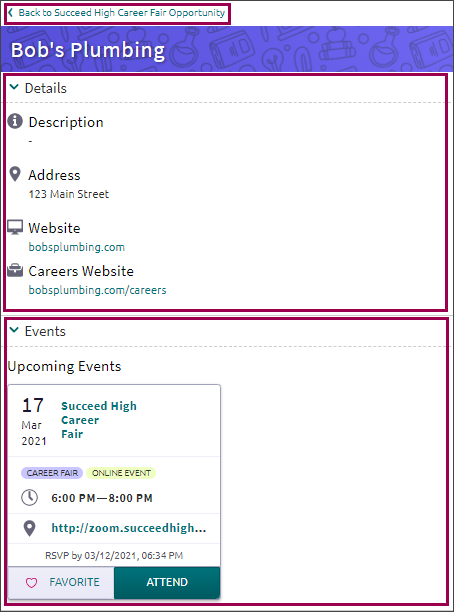 Back to Succeed High Career Fair Opportunity
Bob's Plumbing
Details
Description
-
Address
123 Main Street
Website
bobsplumbing.com
Careers Website
bobsplumbing.com/careers
Events
Upcoming Events
17
Mar
2021
Succeed High
Career
Fair
CAREER FAIR
ONLINE EVENT
6:00 PM—8:00 PM
http://zoom.succeedhigh...
RSVP by 03/12/2021, 06:34 PM
FAVORITE
ATTEND